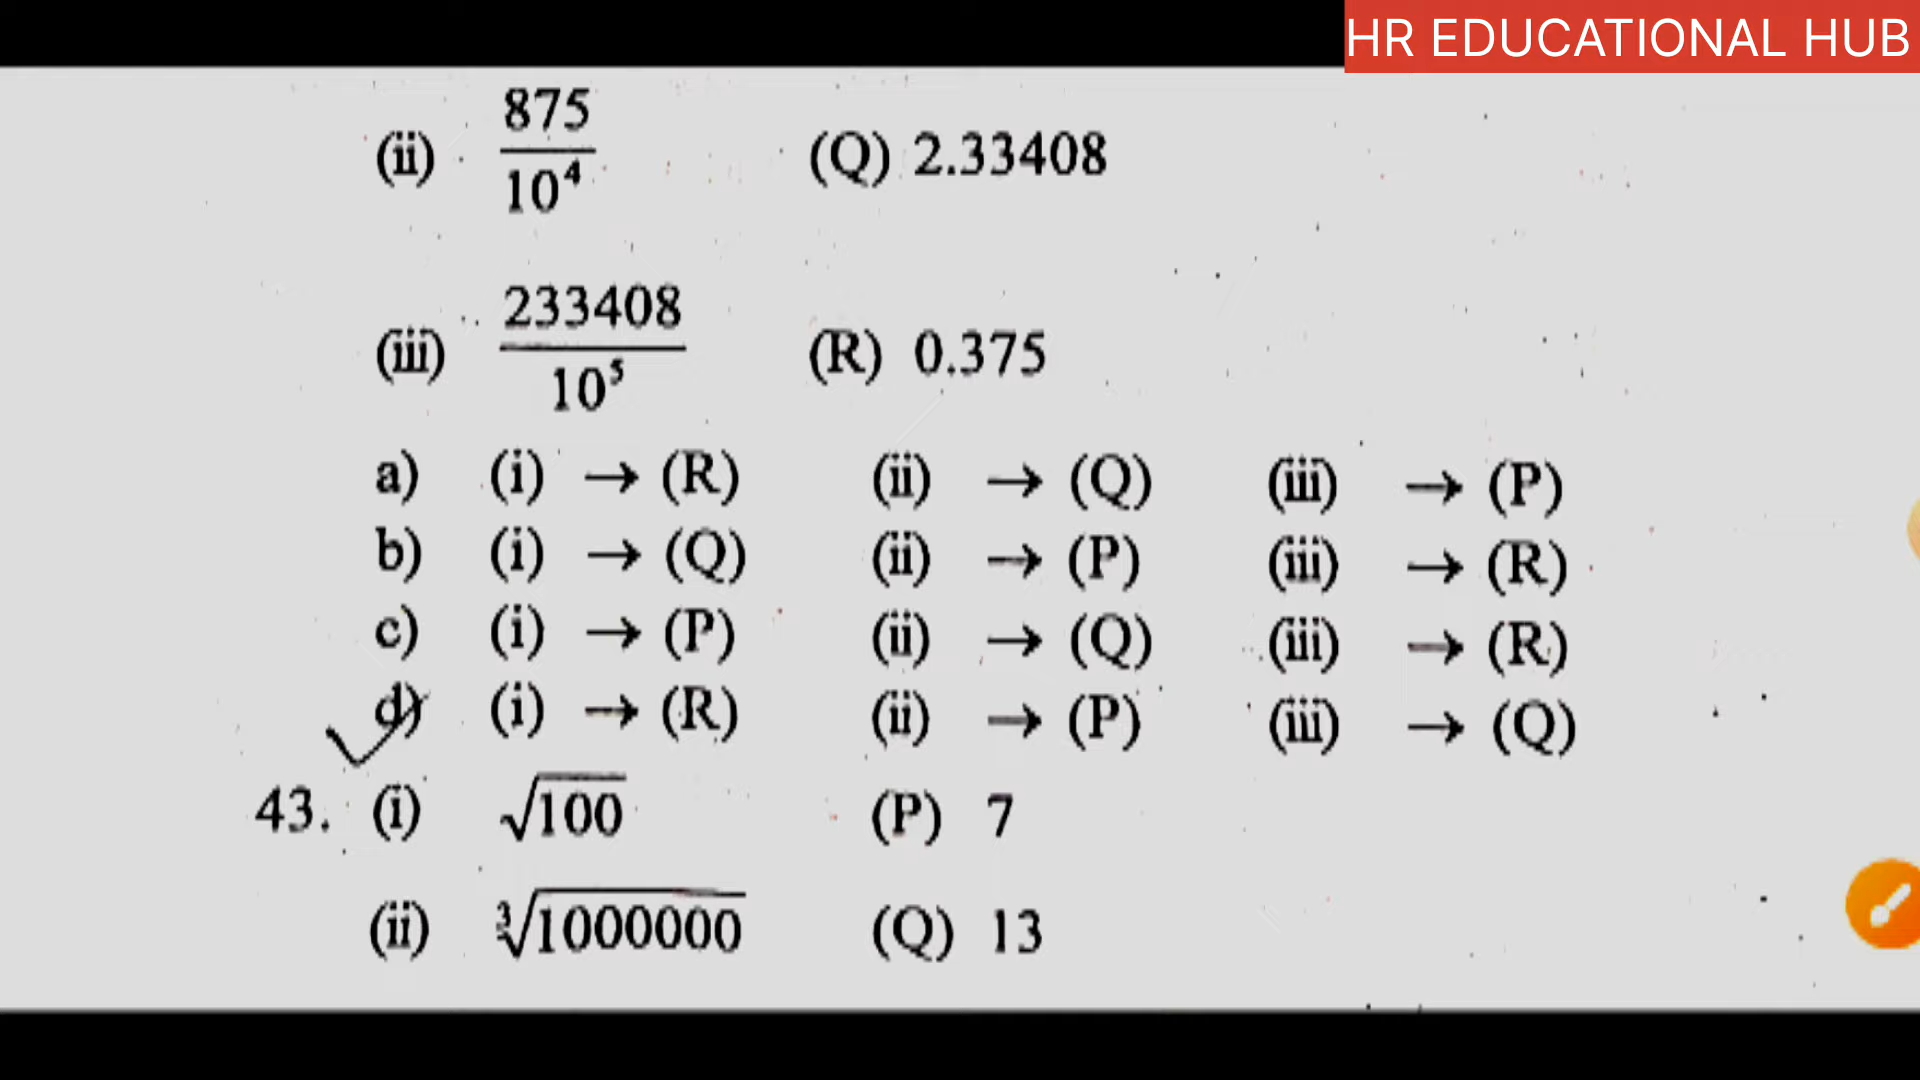 HR EDUCATIONAL HUB
(ii) 875/10⁴ (Q) 2.33408
(iii) 233408/10⁵ (R) 0.375
a) (i) → (R) (ii) → (Q) (iii) → (P)
b) (i) → (Q) (ii) → (P) (iii) → (R)
c) (i) → (P) (ii) → (Q) (iii) → (R)
d) (i) → (R) (ii) → (P) (iii) → (Q)
43. (i) √100 (P) 7
(ii) ³√1000000 (Q) 13